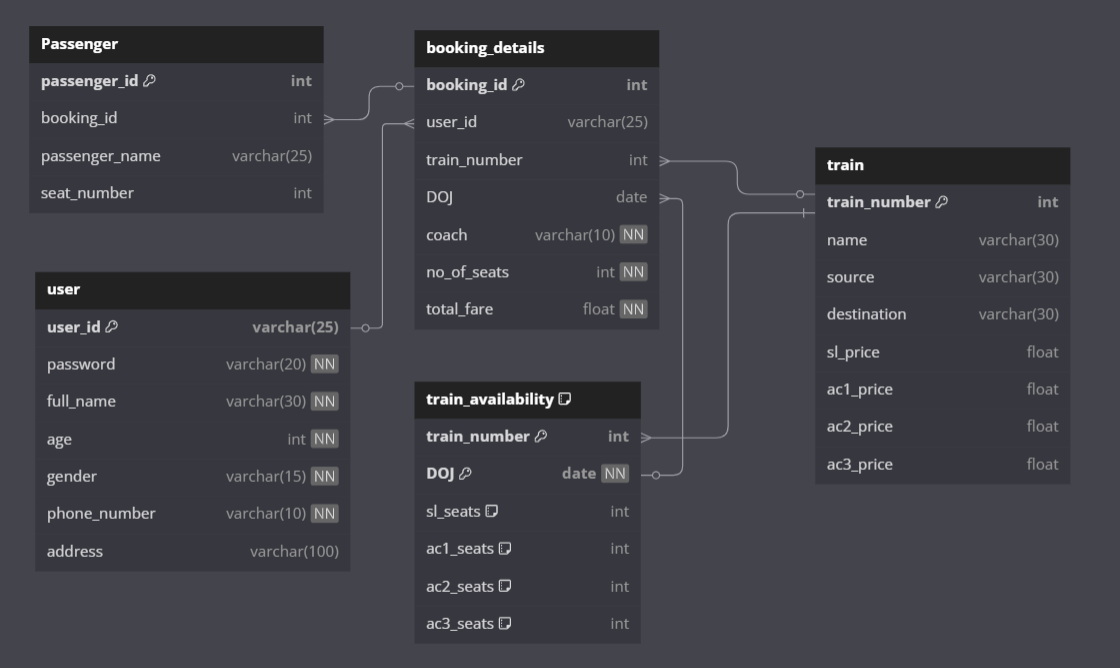 Passenger
passenger_id int
booking_id int
passenger_name varchar(25)
seat_number int
booking_details
booking_id int
user_id varchar(25)
train_number int
DOJ date
coach varchar(10) NN
no_of_seats int NN
total_fare float NN
train
train_number int
name varchar(30)
source varchar(30)
destination varchar(30)
sl_price float
ac1_price float
ac2_price float
ac3_price float
user
user_id varchar(25)
password varchar(20) NN
full_name varchar(30) NN
age int NN
gender varchar(15) NN
phone_number varchar(10) NN
address varchar(100)
train_availability
train_number int
DOJ date NN
sl_seats int
ac1_seats int
ac2_seats int
ac3_seats int